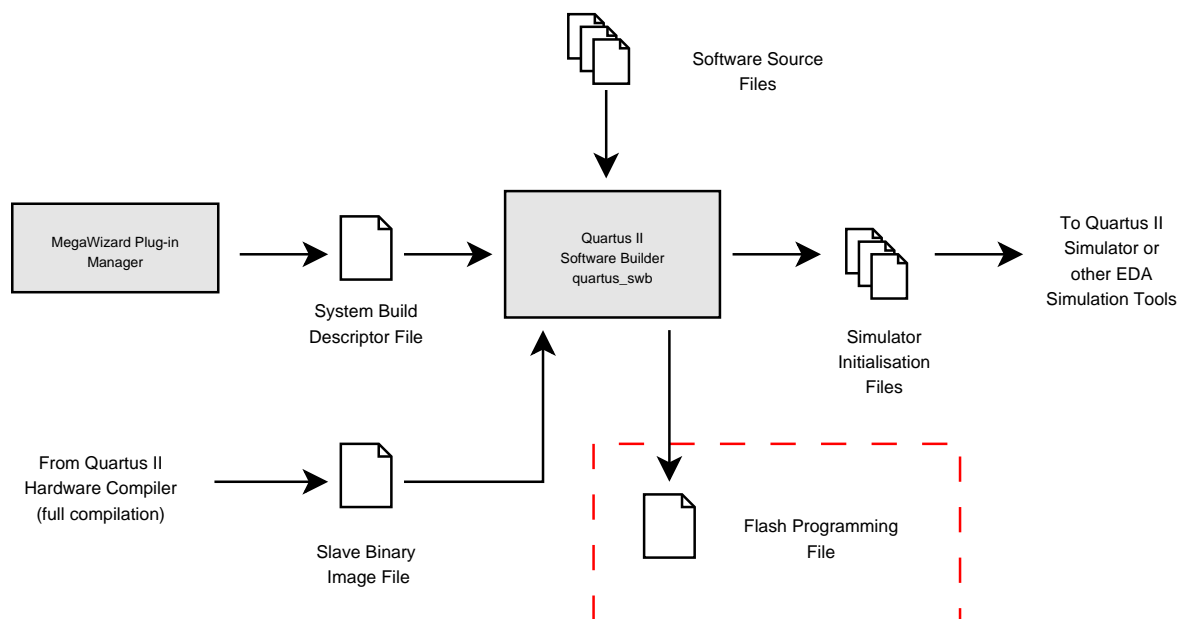 Software Source
Files
MegaWizard Plug-in
Manager
Quartus II
Software Builder
quartus_swb
To Quartus II
Simulator or
other EDA
Simulation Tools
System Build
Descriptor File
Simulator
Initialisation
Files
From Quartus II
Hardware Compiler
(full compilation)
Slave Binary
Image File
Flash Programming
File